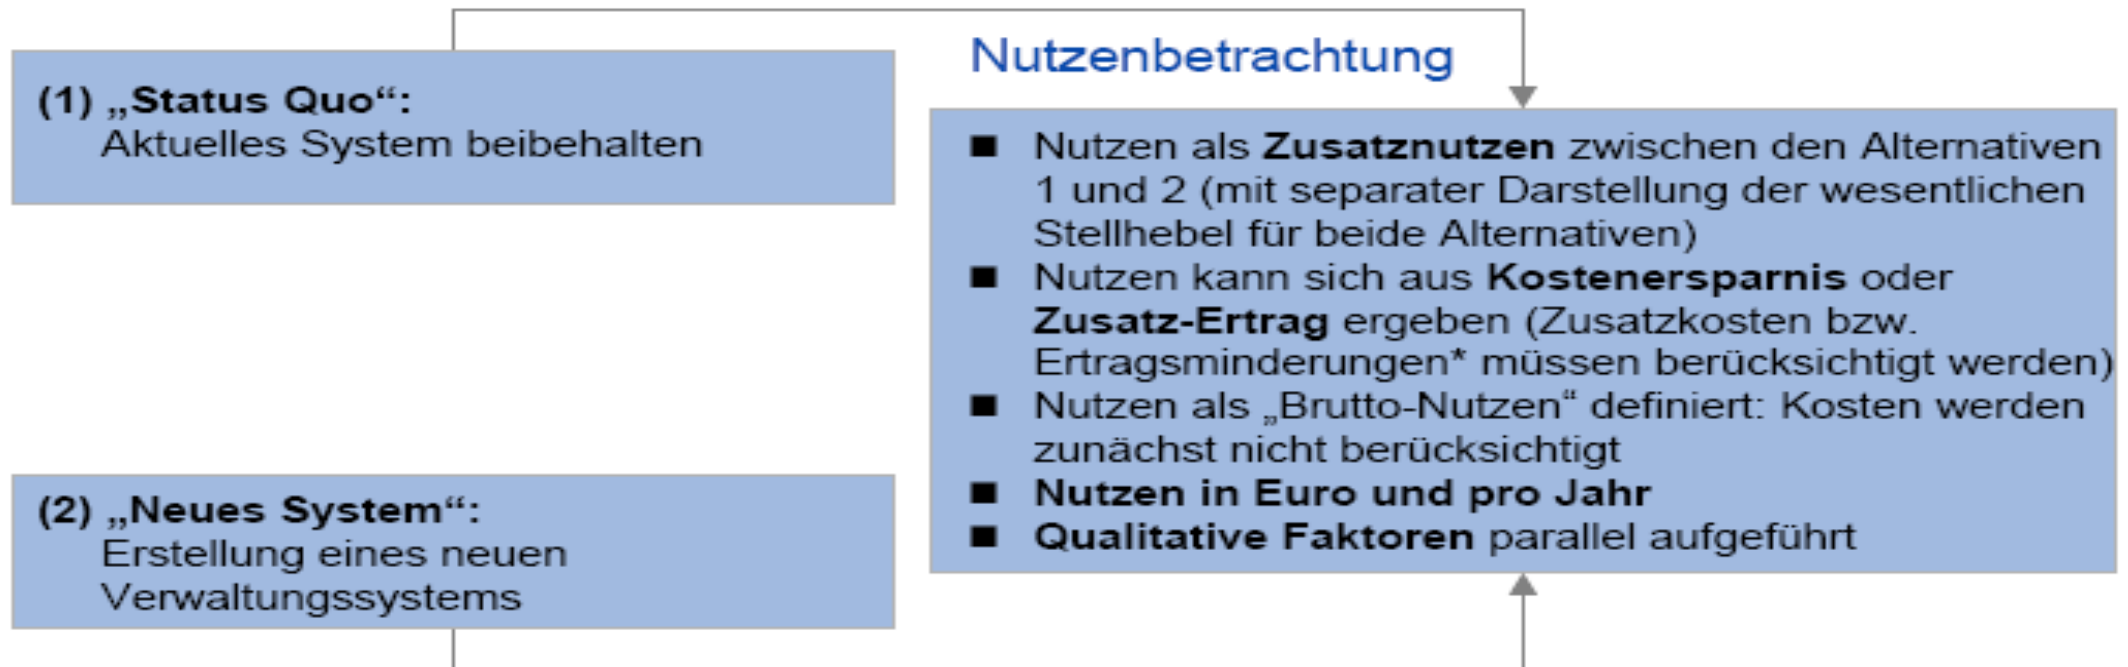 (1) „Status Quo“:
Aktuelles System beibehalten
(2) „Neues System“:
Erstellung eines neuen
Verwaltungssystems
Nutzenbetrachtung
■ Nutzen als Zusatznutzen zwischen den Alternativen
1 und 2 (mit separater Darstellung der wesentlichen
Stellhebel für beide Alternativen)
■ Nutzen kann sich aus Kostenersparnis oder
Zusatz-Ertrag ergeben (Zusatzkosten bzw.
Ertragsminderungen* müssen berücksichtigt werden)
■ Nutzen als „Brutto-Nutzen“ definiert: Kosten werden
zunächst nicht berücksichtigt
■ Nutzen in Euro und pro Jahr
■ Qualitative Faktoren parallel aufgeführt